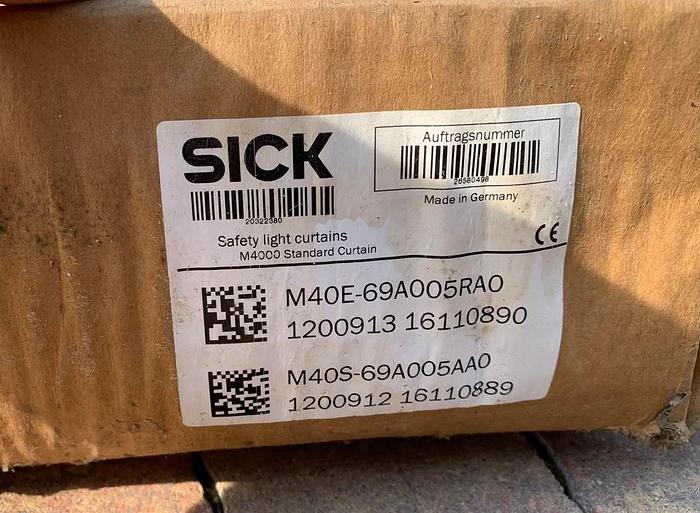 SICK
20322380
Auftragsnummer
26580498
Made in Germany
Safety light curtains
M4000 Standard Curtain
CE
M40E-69A005RA0
1200913 16110890
M40S-69A005AA0
1200912 16110889